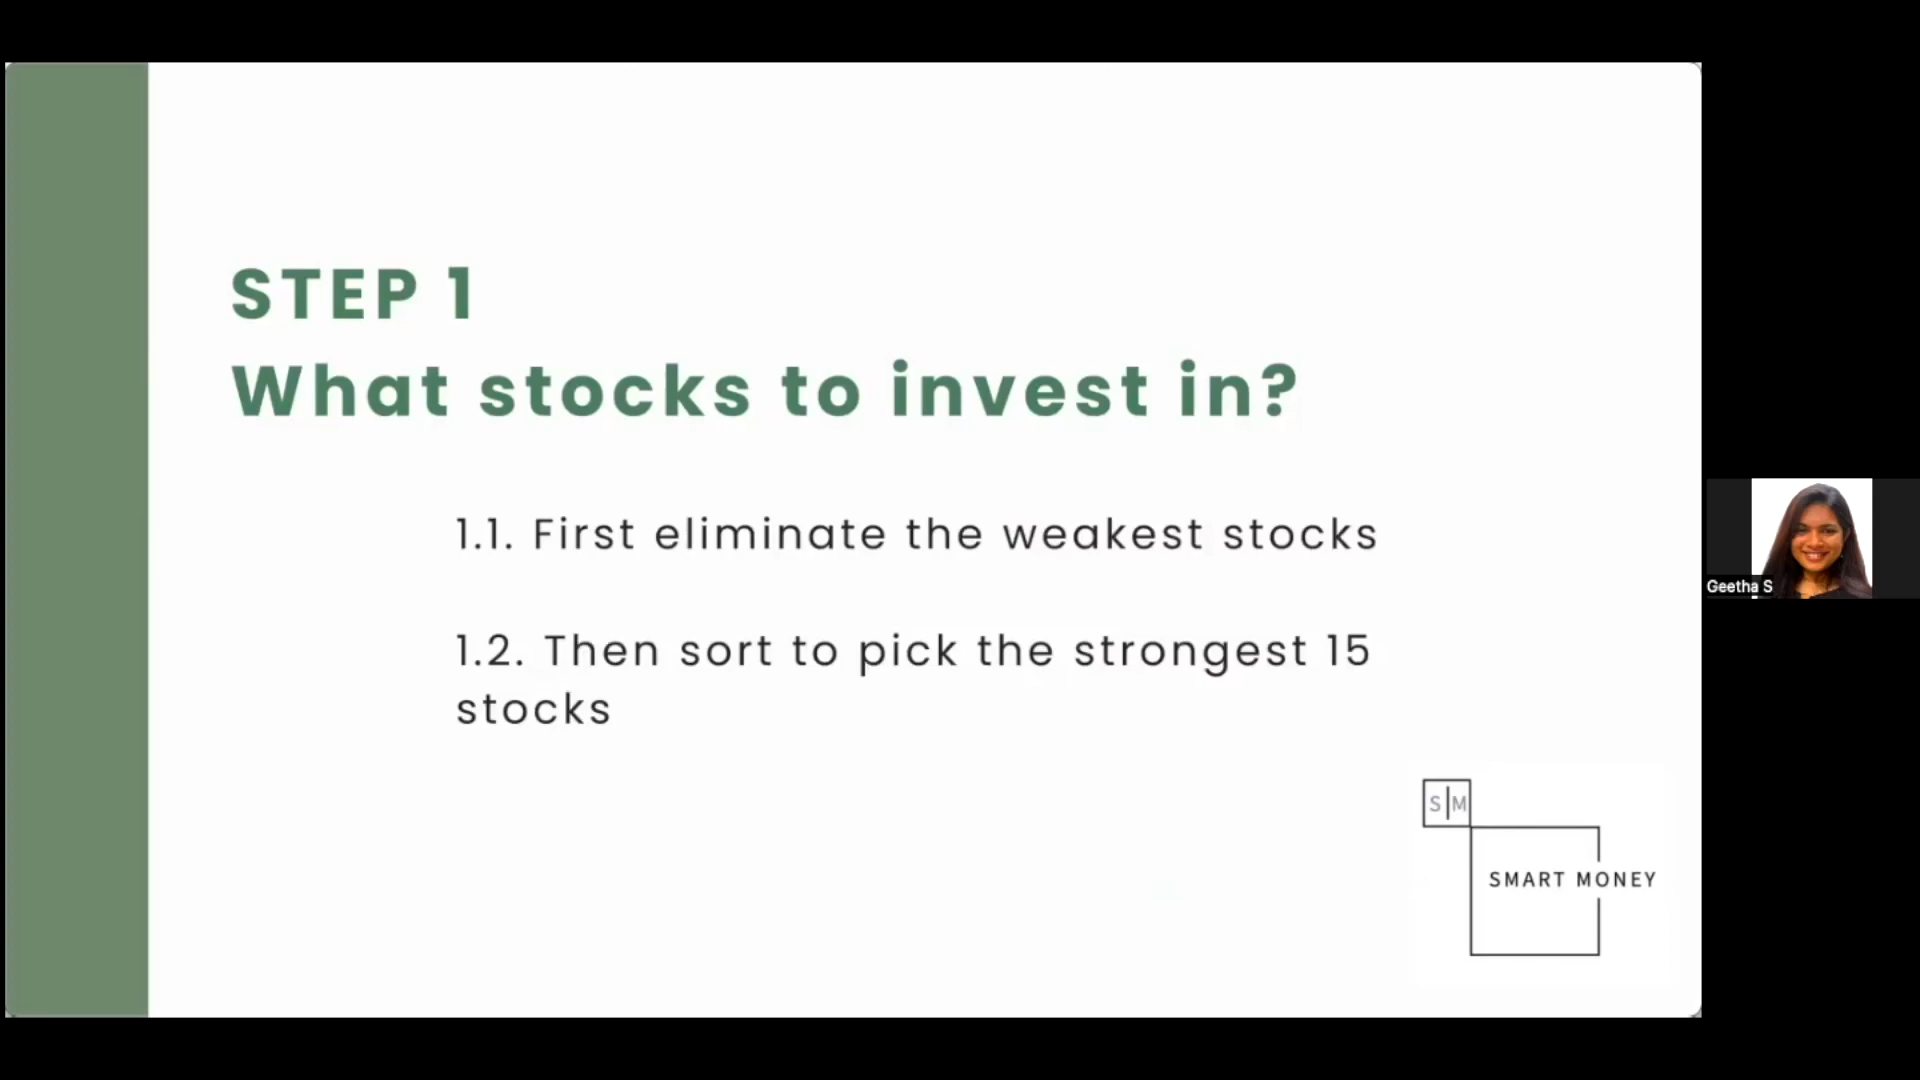 STEP 1
What stocks to invest in?
1.1. First eliminate the weakest stocks
1.2. Then sort to pick the strongest 15
stocks
S|M
SMART MONEY
Geetha S